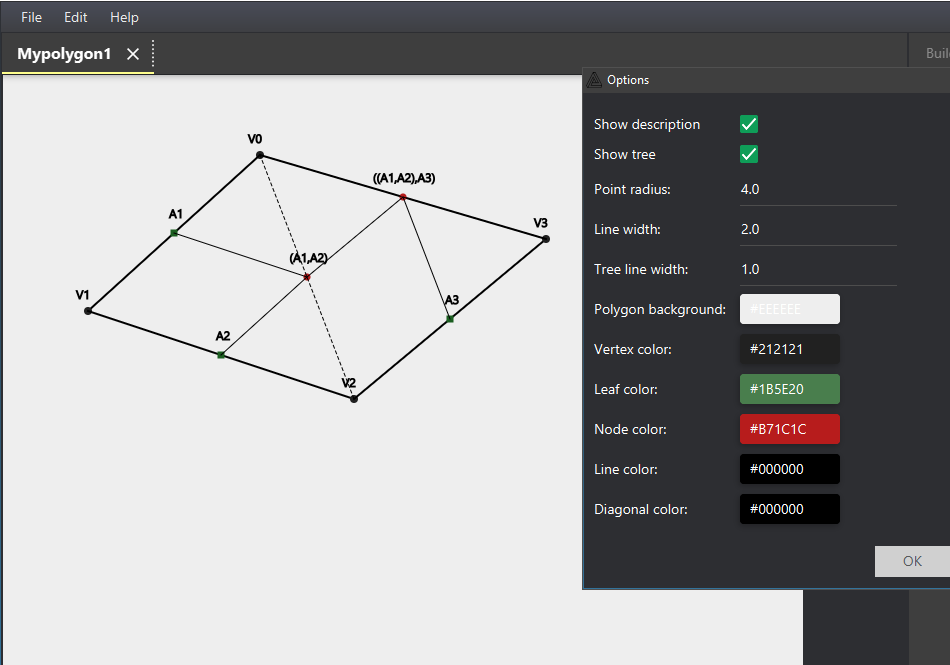 File Edit Help
Mypolygon1
Buil
Options
V0
((A1,A2),A3)
A1
V3
(A1,A2)
V1
A3
A2
V2
Show description
Show tree
Point radius: 4.0
Line width: 2.0
Tree line width: 1.0
Polygon background: #EEEEEE
Vertex color: #212121
Leaf color: #1B5E20
Node color: #B71C1C
Line color: #000000
Diagonal color: #000000
OK